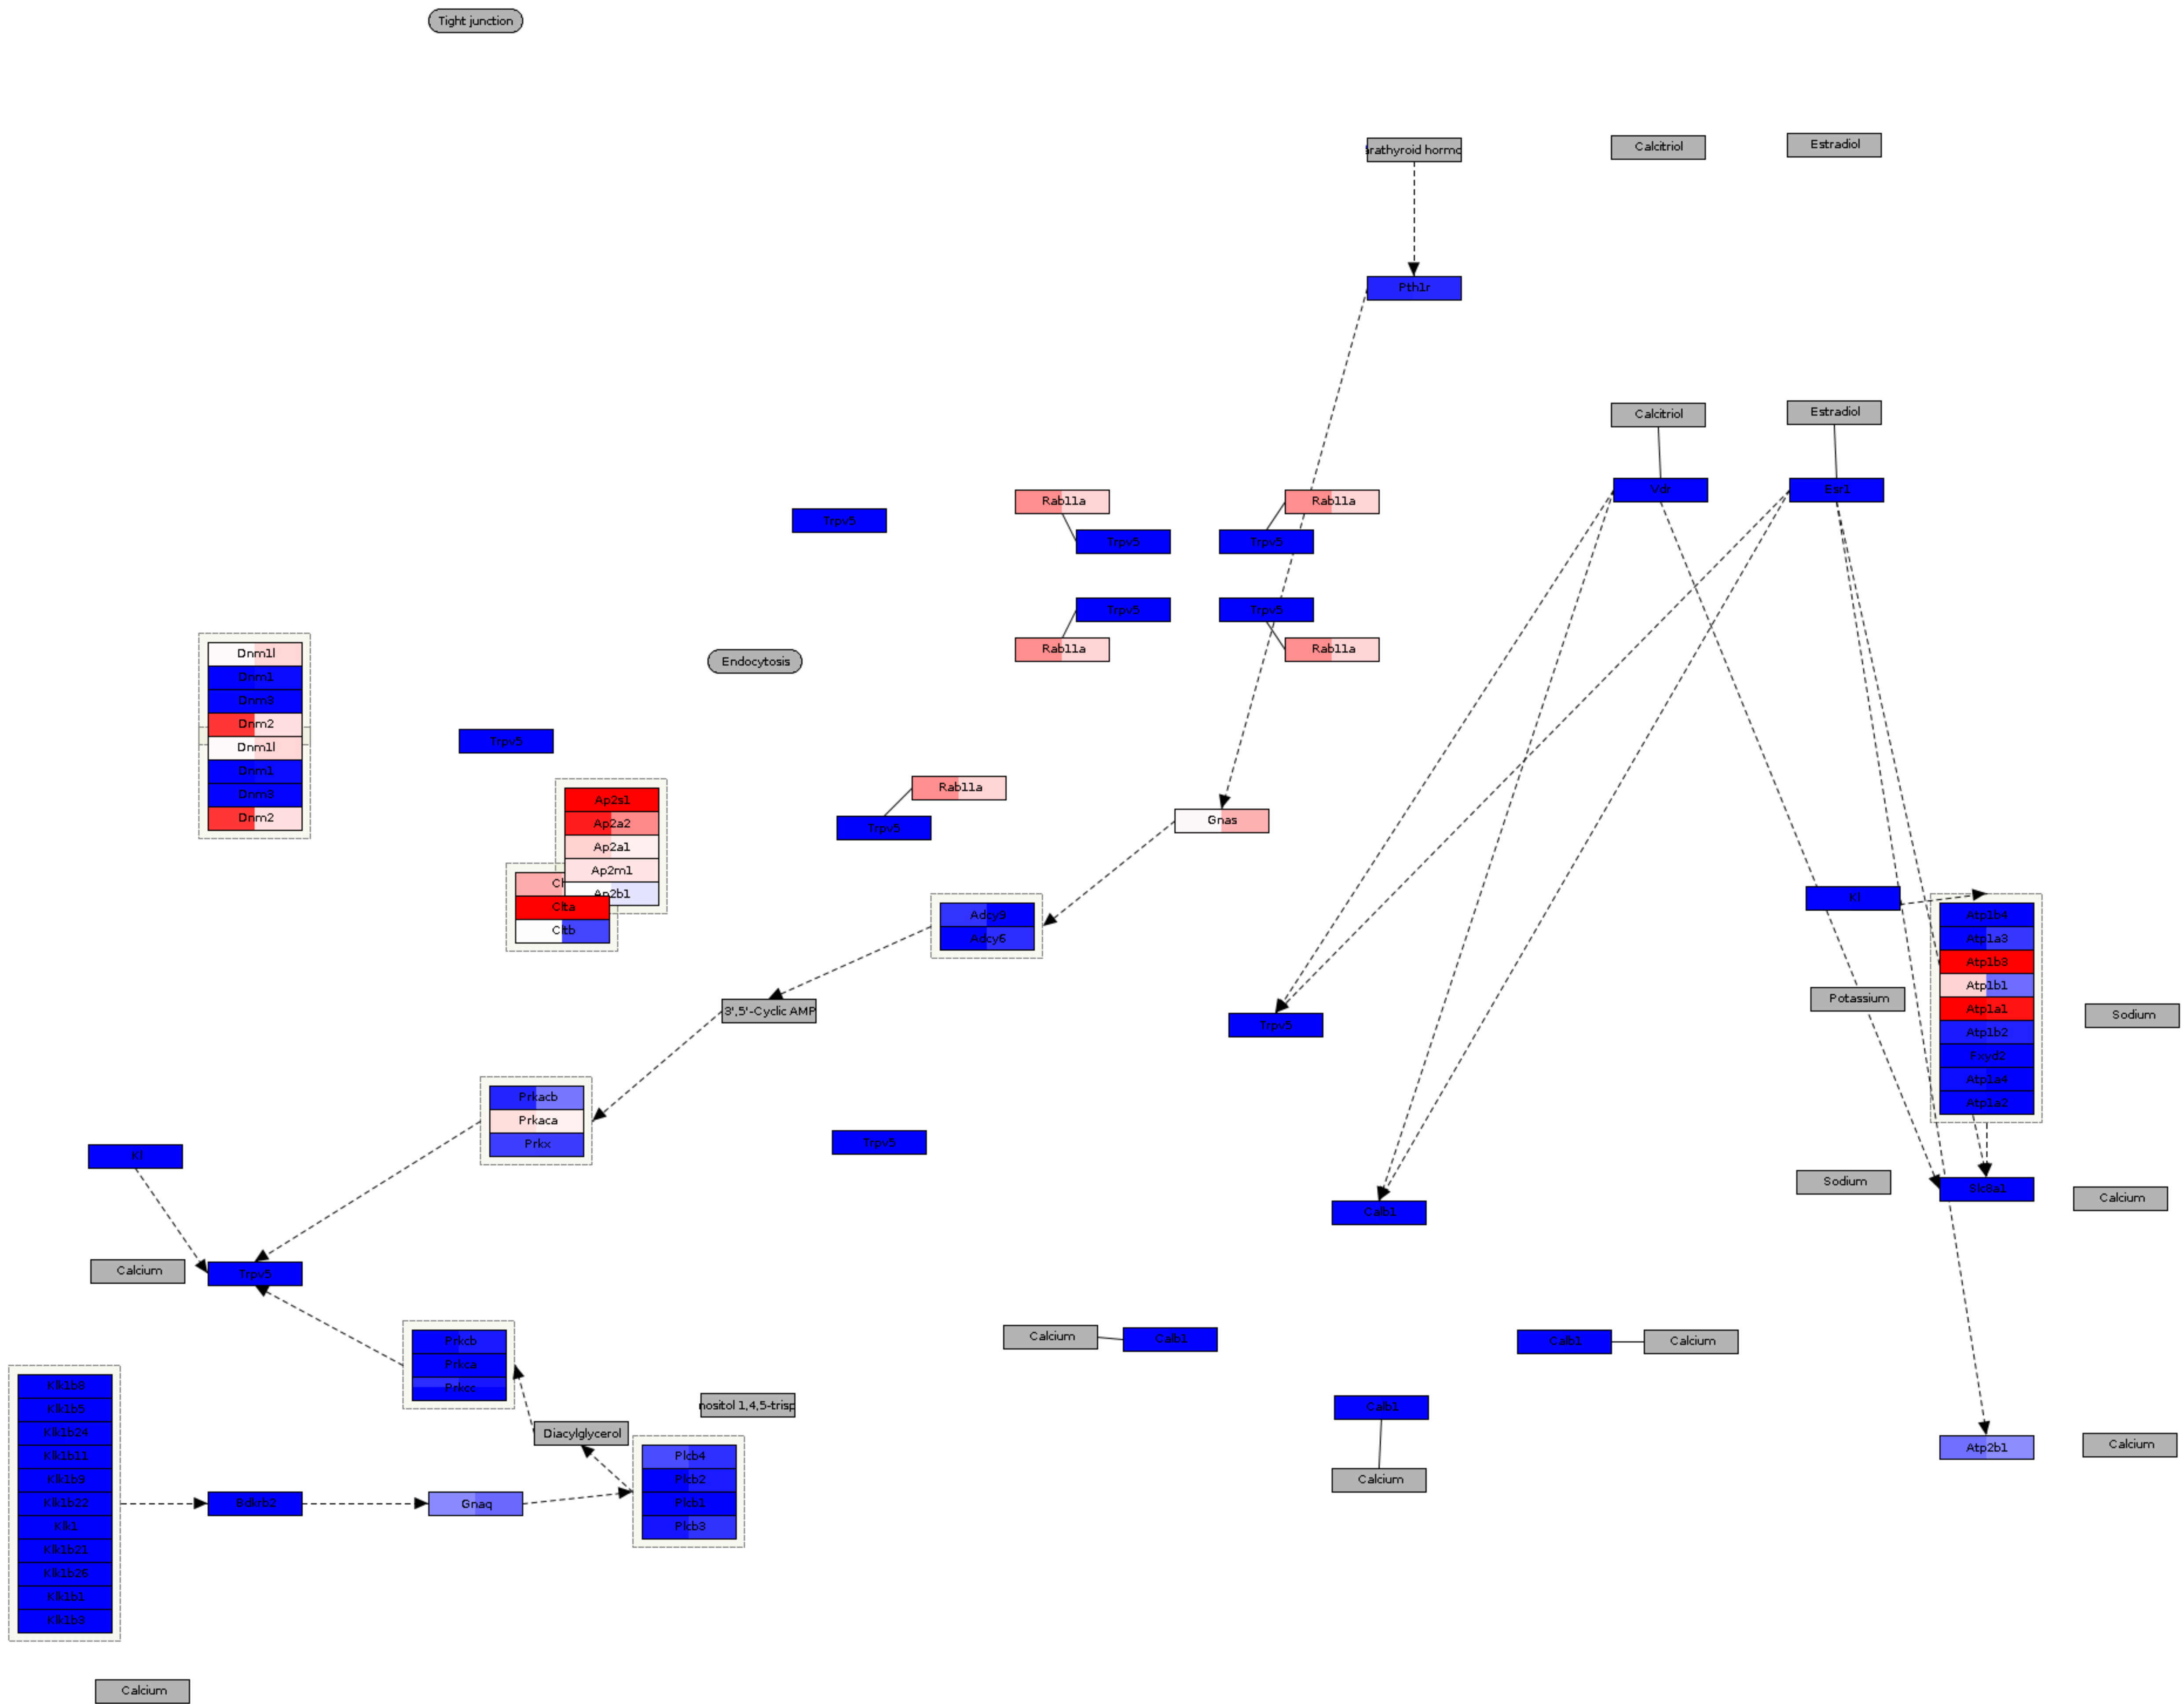 Tight junction
arathyroid hormo
Calcitriol
Estradiol
Pth1r
Calcitriol
Estradiol
Vdr
Esr1
Rab11a
Rab11a
Trpv5
Trpv5
Trpv5
Trpv5
Trpv5
Rab11a
Rab11a
Endocytosis
Dnm1l
Dnm1
Dnm3
Dnm2
Dnm1l
Dnm1
Dnm3
Dnm2
Trpv5
Rab11a
Trpv5
Gnas
Ap2s1
Ap2a2
Ap2a1
Ap2m1
Ap2b1
Clta
Cltb
Adcy9
Adcy6
Kl
Atp1b4
Atp1a3
Atp1b3
Atp1b1
Atp1a1
Atp1b2
Fxyd2
Atp1a4
Atp1a2
Potassium
Sodium
3',5'-Cyclic AMP
Trpv5
Prkacb
Prkaca
Prkx
Trpv5
Kl
Sodium
Slc8a1
Calcium
Calb1
Calcium
Trpv5
Calcium
Calb1
Calb1
Calcium
Prkcb
Prkca
Prkcc
nositol 1,4,5-trisp
Calb1
Calcium
Diacylglycerol
Atp2b1
Calcium
Plcb4
Plcb2
Plcb1
Plcb3
Klk1b8
Klk1b5
Klk1b24
Klk1b11
Klk1b9
Klk1b22
Klk1
Klk1b21
Klk1b26
Klk1b1
Klk1b3
Bdkrb2
Gnaq
Calcium